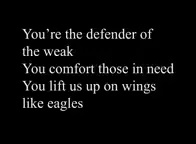 You're the defender of
the weak
You comfort those in need
You lift us up on wings
like eagles